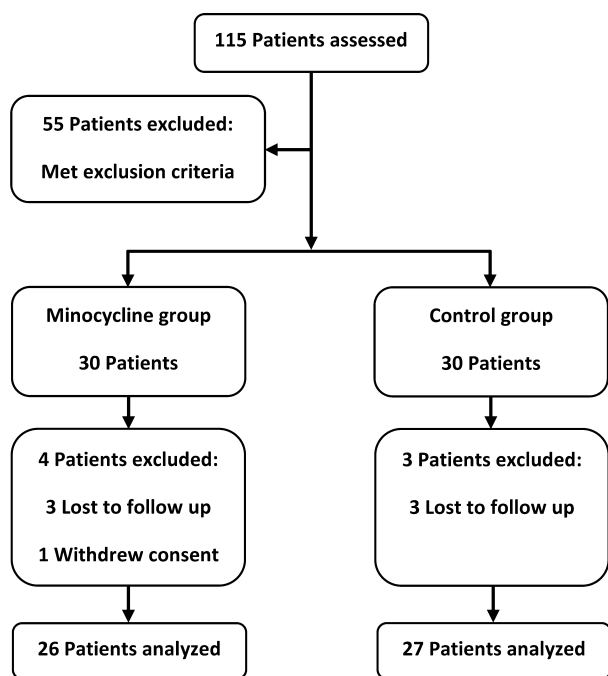 115 Patients assessed
55 Patients excluded:
Met exclusion criteria
Minocycline group
30 Patients
Control group
30 Patients
4 Patients excluded:
3 Lost to follow up
1 Withdrew consent
3 Patients excluded:
3 Lost to follow up
26 Patients analyzed
27 Patients analyzed